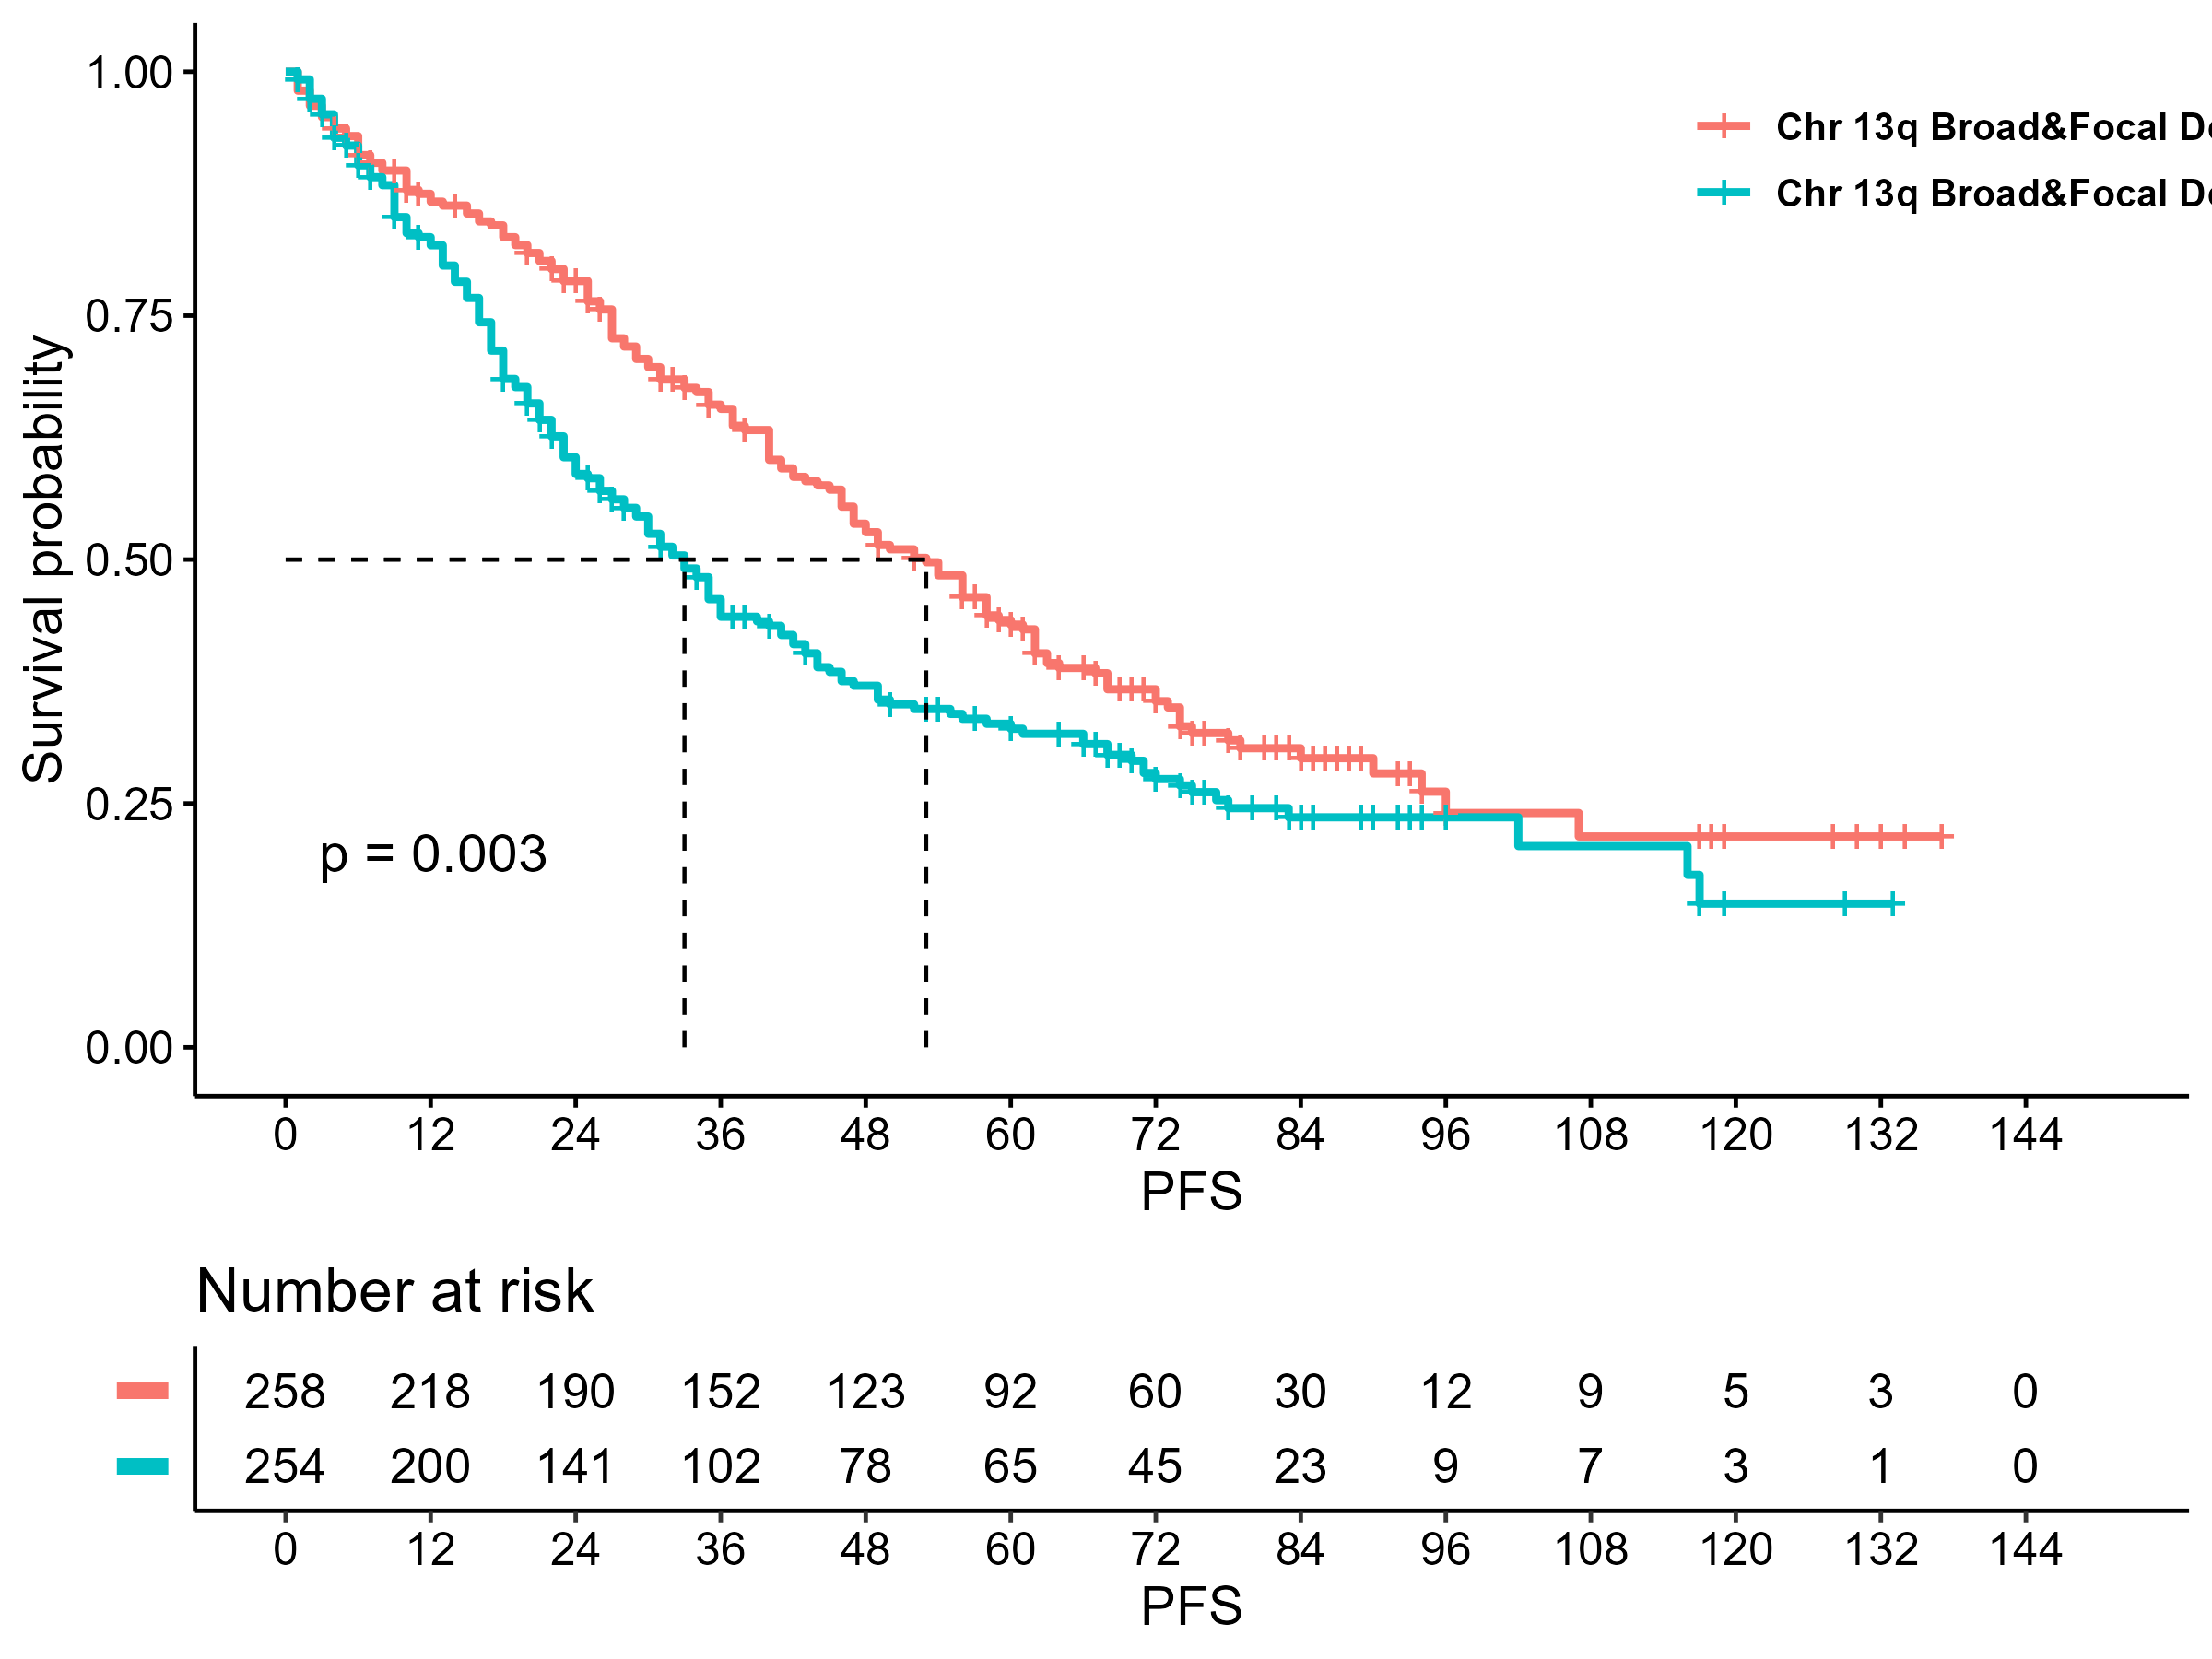 1.00
0.75
0.50
0.25
0.00
Survival probability
Chr 13q Broad&Focal De
Chr 13q Broad&Focal De
p = 0.003
0 12 24 36 48 60 72 84 96 108 120 132 144
PFS
Number at risk
258 218 190 152 123 92 60 30 12 9 5 3 0
254 200 141 102 78 65 45 23 9 7 3 1 0
0 12 24 36 48 60 72 84 96 108 120 132 144
PFS